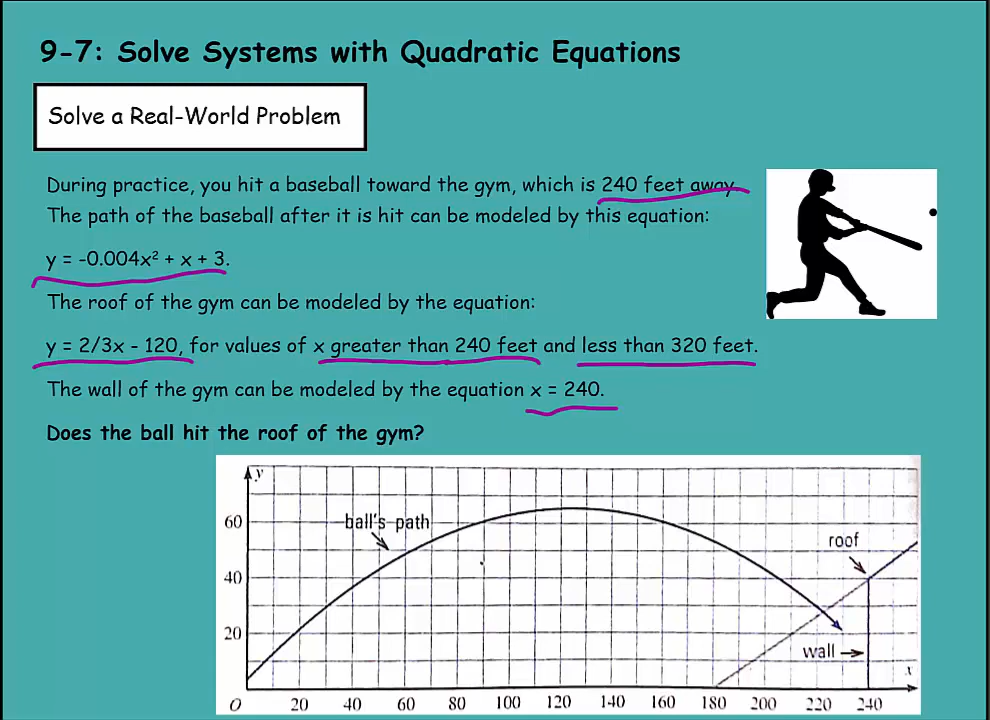 9-7: Solve Systems with Quadratic Equations
Solve a Real-World Problem
During practice, you hit a baseball toward the gym, which is 240 feet away.
The path of the baseball after it is hit can be modeled by this equation:
y = -0.004x² + x + 3.
The roof of the gym can be modeled by the equation:
y = 2/3x - 120, for values of x greater than 240 feet and less than 320 feet.
The wall of the gym can be modeled by the equation x = 240.
Does the ball hit the roof of the gym?
y
60
ball's path
roof
40
20
wall
x
O 20 40 60 80 100 120 140 160 180 200 220 240